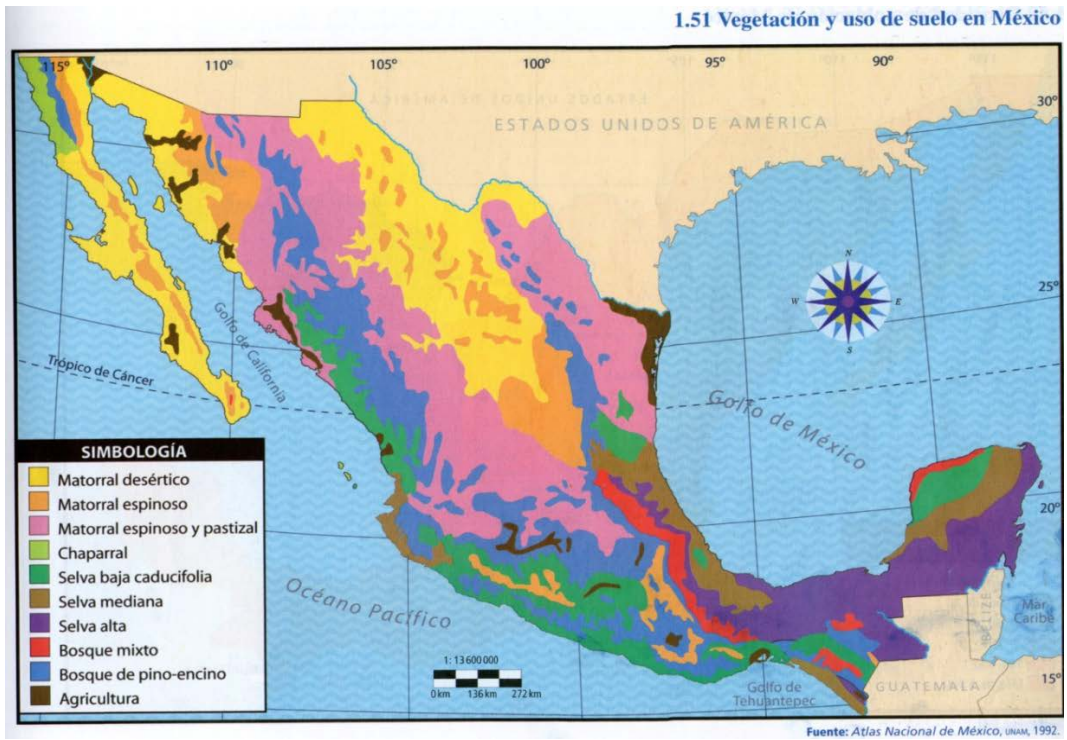 1.51 Vegetación y uso de suelo en México
115°
110°
105°
100°
95°
90°
30°
ESTADOS UNIDOS DE AMÉRICA
N
W
E
S
25°
Golfo de California
Trópico de Cáncer
Golfo de México
20°
Océano Pacífico
BELIZE
Mar
Caribe
15°
Golfo de
Tehuantepec
GUATEMALA
SIMBOLOGÍA
Matorral desértico
Matorral espinoso
Matorral espinoso y pastizal
Chaparral
Selva baja caducifolia
Selva mediana
Selva alta
Bosque mixto
Bosque de pino-encino
Agricultura
1: 13 600 000
0 km 136 km 272 km
Fuente: Atlas Nacional de México, UNAM, 1992.